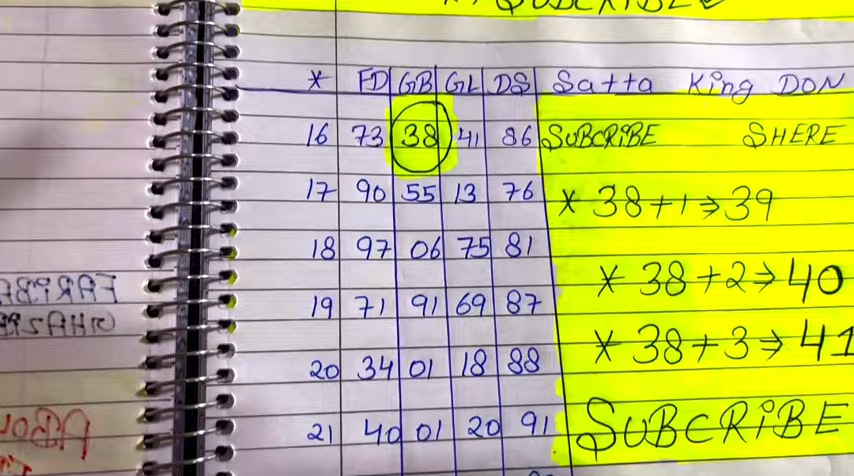 SUBCRIBE
* FD GB GL DS Satta King DON
16 73 38 41 86 SUBCRIBE SHERE
17 90 55 13 76 * 38+1⇒39
18 97 06 75 81
* 38+2⇒40
19 71 91 69 87
* 38+3⇒41
20 34 01 18 88
21 40 01 20 91 SUBCRIBE